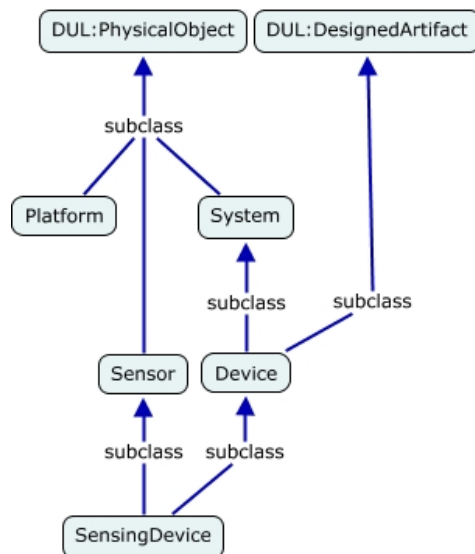 DUL:PhysicalObject DUL:DesignedArtifact
subclass
Platform System
subclass subclass
Sensor Device
subclass subclass
SensingDevice